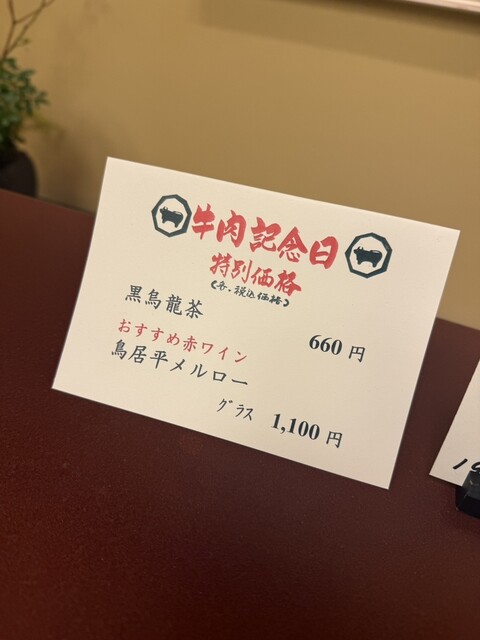 牛肉記念日
特別価格
(各・税込価格)
黒烏龍茶
660円
おすすめ赤ワイン
鳥居平メルロー
グラス 1,100円